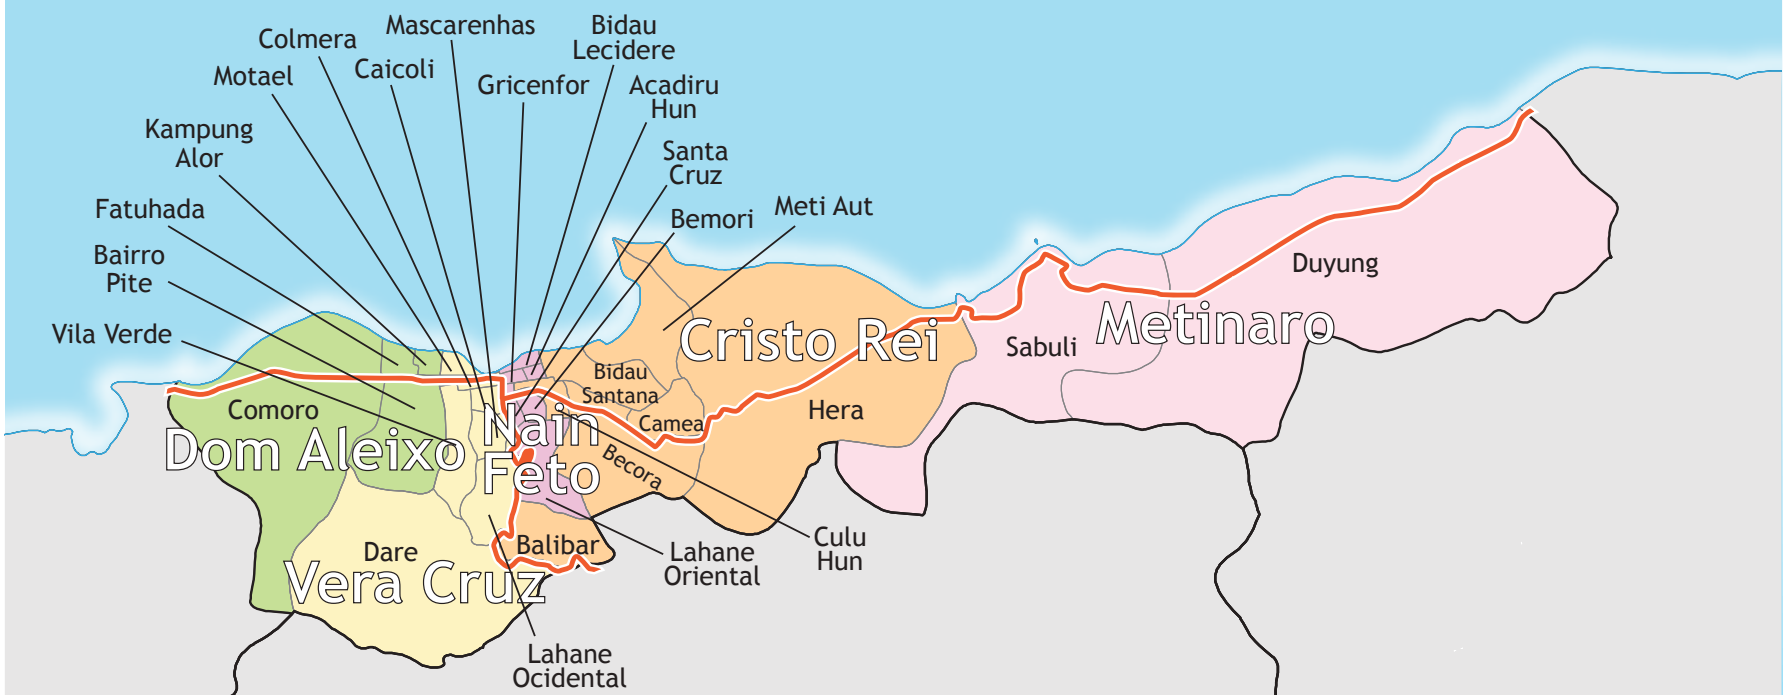 Mascarenhas
Bidau
Lecidere
Colmera
Caicoli
Motael
Gricenfor
Acadiru
Hun
Kampung
Alor
Santa
Cruz
Fatuhada
Bemori
Meti Aut
Bairro
Pite
Duyung
Vila Verde
Metinaro
Cristo Rei
Sabuli
Bidau
Santana
Comoro
Hera
Camea
Nain
Feto
Dom Aleixo
Becora
Culu
Hun
Balibar
Dare
Lahane
Oriental
Vera Cruz
Lahane
Ocidental